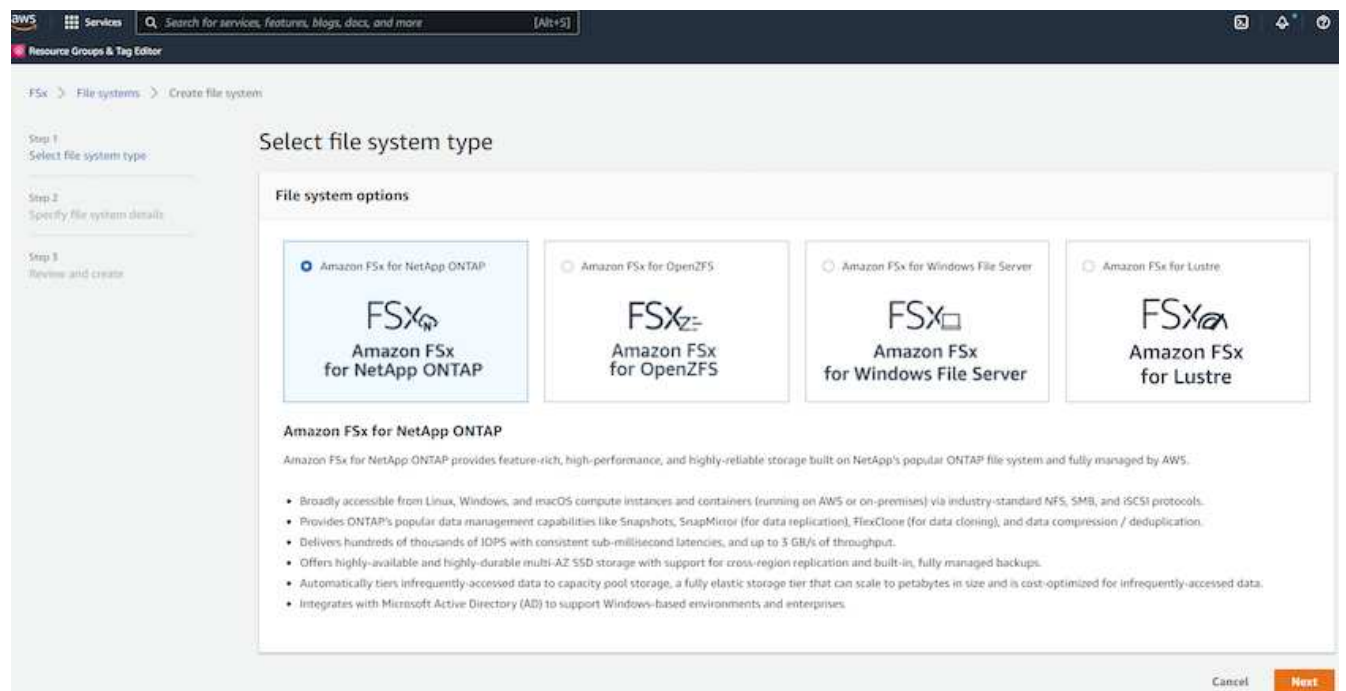 aws
Services
Search for services, features, blogs, docs, and more
[Alt+S]
Resource Groups & Tag Editor
FSx > File systems > Create file system
Step 1
Select file system type
Step 2
Specify file system details
Step 3
Review and create
Select file system type
File system options
Amazon FSx for NetApp ONTAP
FSx
N
Amazon FSx
for NetApp ONTAP
Amazon FSx for OpenZFS
FSx
Z
Amazon FSx
for OpenZFS
Amazon FSx for Windows File Server
FSx
Amazon FSx
for Windows File Server
Amazon FSx for Lustre
FSx
Amazon FSx
for Lustre
Amazon FSx for NetApp ONTAP
Amazon FSx for NetApp ONTAP provides feature-rich, high-performance, and highly-reliable storage built on NetApp's popular ONTAP file system and fully managed by AWS.
• Broadly accessible from Linux, Windows, and macOS compute instances and containers (running on AWS or on-premises) via industry-standard NFS, SMB, and iSCSI protocols.
• Provides ONTAP's popular data management capabilities like Snapshots, SnapMirror (for data replication), FlexClone (for data cloning), and data compression / deduplication.
• Delivers hundreds of thousands of IOPS with consistent sub-millisecond latencies, and up to 3 GB/s of throughput.
• Offers highly-available and highly-durable multi-AZ SSD storage with support for cross-region replication and built-in, fully managed backups.
• Automatically tiers infrequently-accessed data to capacity pool storage, a fully elastic storage tier that can scale to petabytes in size and is cost-optimized for infrequently-accessed data.
• Integrates with Microsoft Active Directory (AD) to support Windows-based environments and enterprises.
Cancel
Next